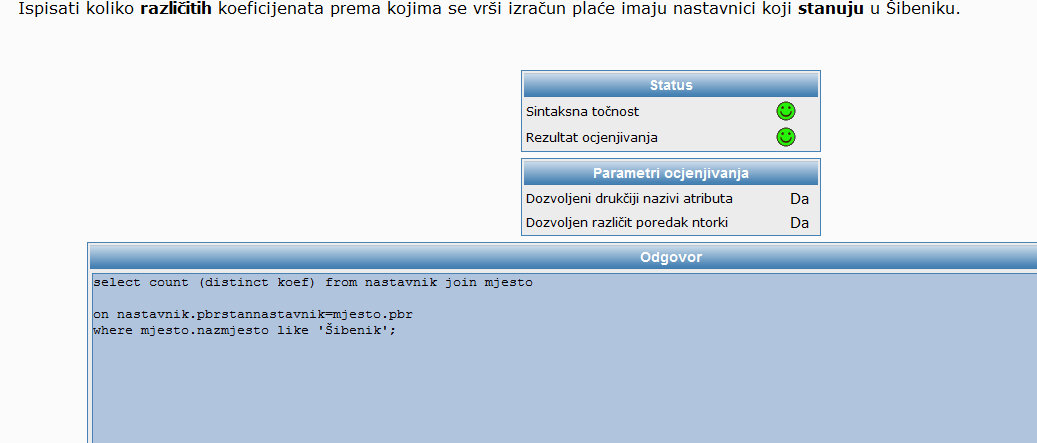 Ispisati koliko različitih koeficijenata prema kojima se vrši izračun plaće imaju nastavnici koji stanuju u Šibeniku.
Status
Sintaksna točnost
Rezultat ocjenjivanja
Parametri ocjenjivanja
Dozvoljeni drukčiji nazivi atributa Da
Dozvoljen različit poredak ntorki Da
Odgovor
select count (distinct koef) from nastavnik join mjesto
on nastavnik.pbrstannastavnik=mjesto.pbr
where mjesto.nazmjesto like 'Šibenik';